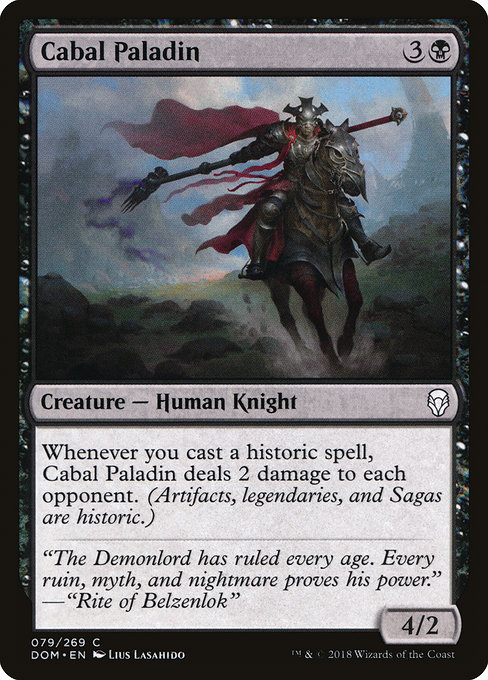 Cabal Paladin 3
Creature — Human Knight
Whenever you cast a historic spell,
Cabal Paladin deals 2 damage to each
opponent. (Artifacts, legendaries, and Sagas
are historic.)
“The Demonlord has ruled every age. Every
ruin, myth, and nightmare proves his power.”
—“Rite of Belzenlok”
4/2
079/269 C
DOM • EN Lius Lasahido
™ & © 2018 Wizards of the Coast